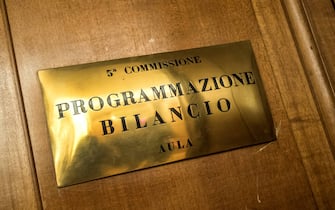 5ª COMMISSIONE
PROGRAMMAZIONE
BILANCIO
AULA